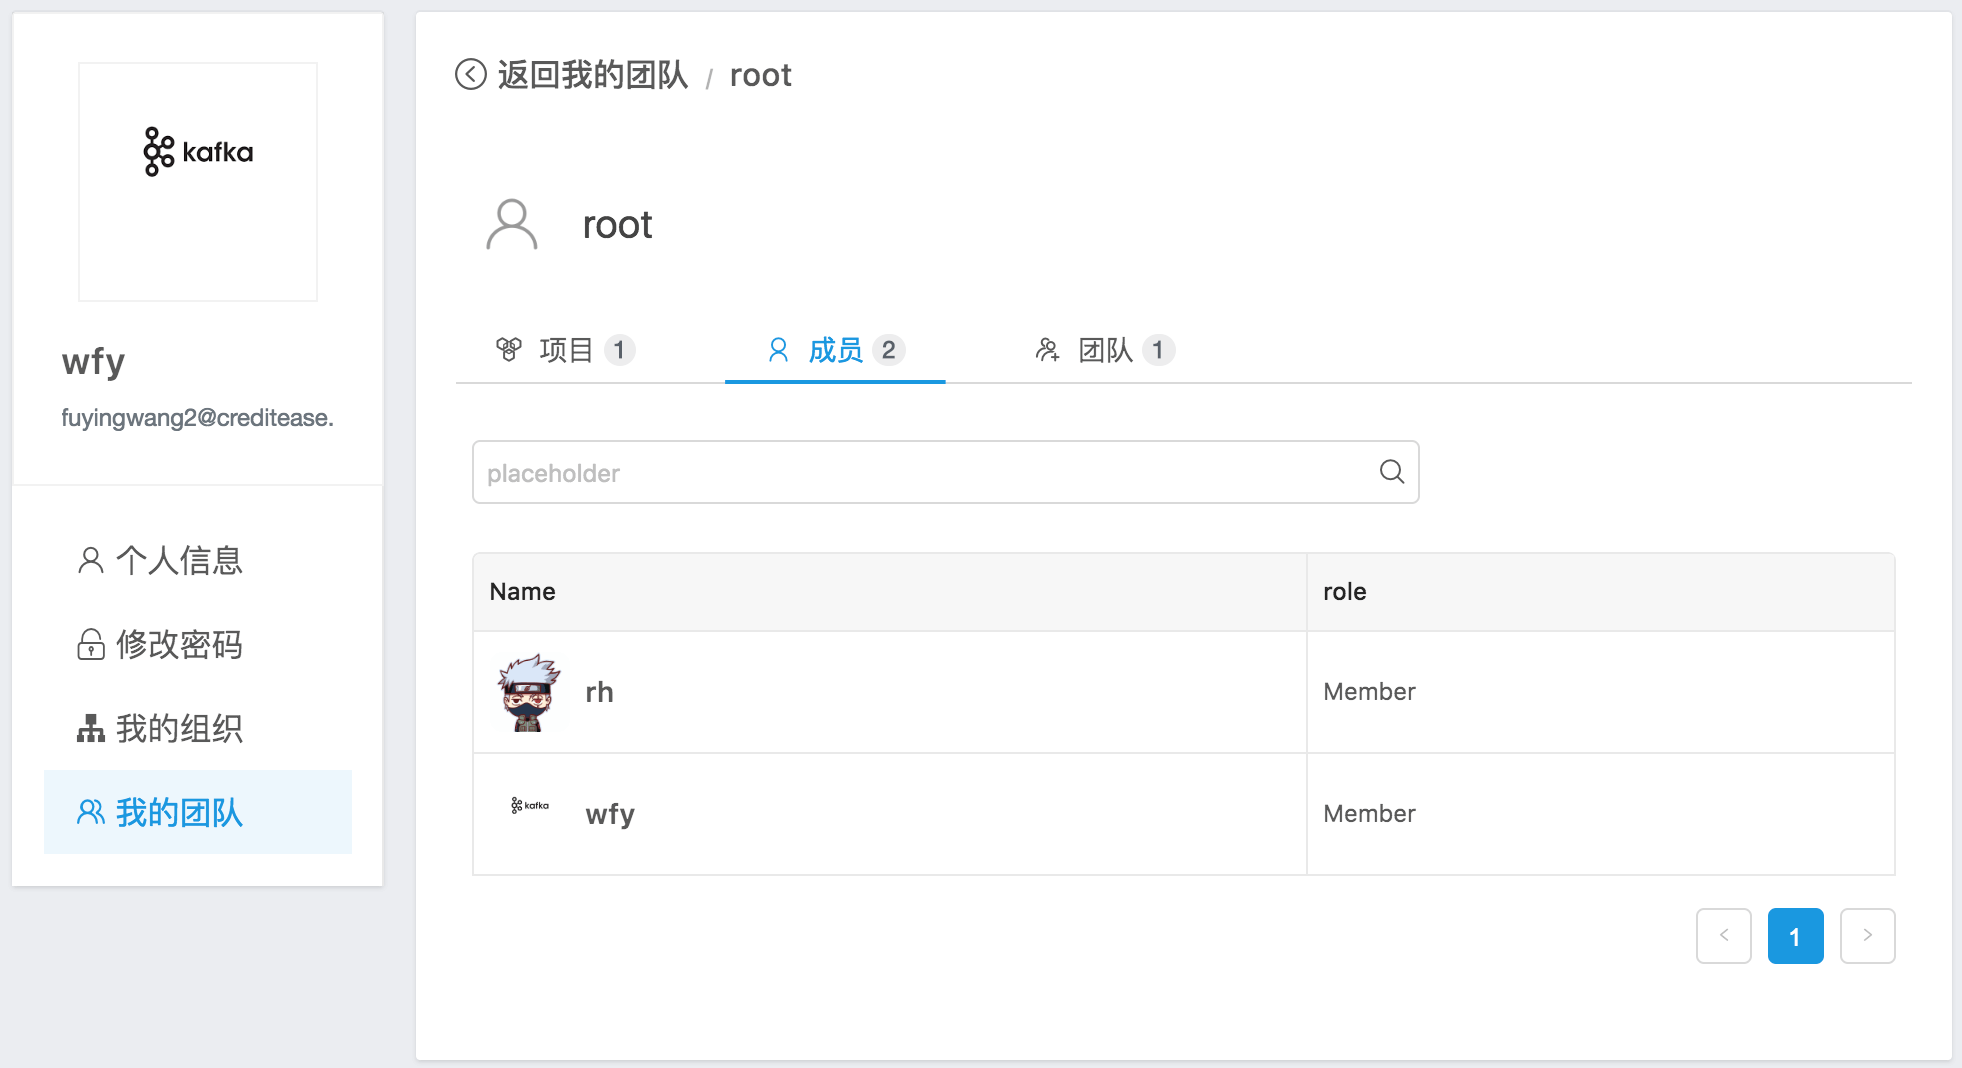 kafka
wfy
fuyingwang2@creditease.
个人信息
修改密码
我的组织
我的团队
返回我的团队 / root
root
项目 1
成员 2
团队 1
placeholder
Name role
rh Member
kafka wfy Member
< 1 >